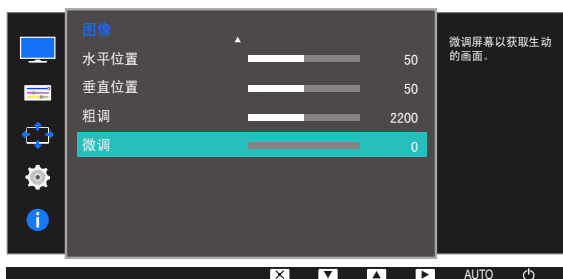 图像
水平位置 50
垂直位置 50
粗调 2200
微调 0
微调屏幕以获取生动
的画面。
AUTO